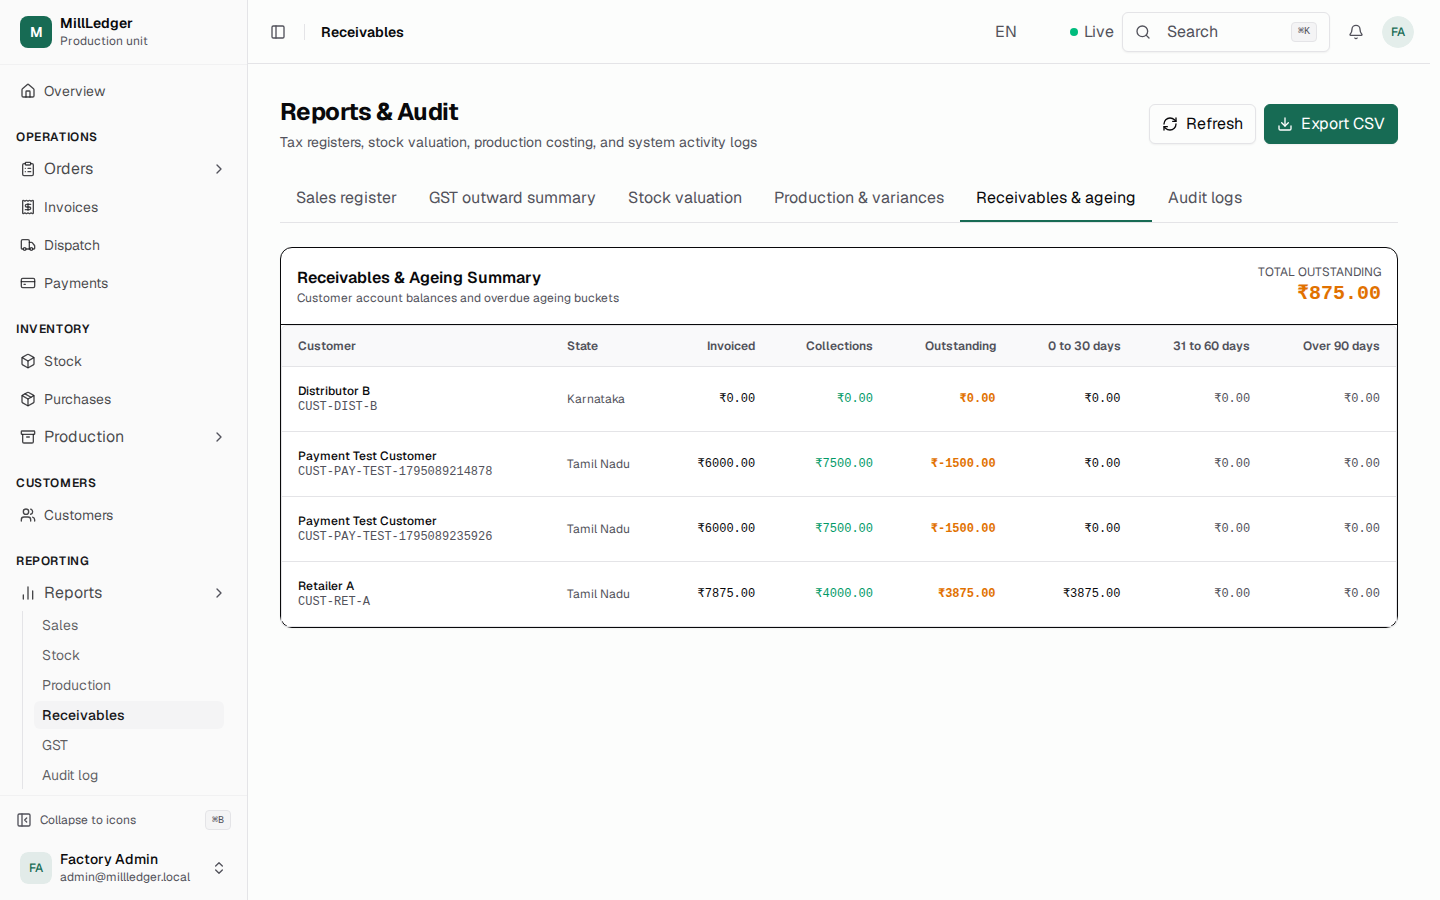 M
MillLedger
Production unit
Overview
OPERATIONS
Orders
Invoices
Dispatch
Payments
INVENTORY
Stock
Purchases
Production
CUSTOMERS
Customers
REPORTING
Reports
Sales
Stock
Production
Receivables
GST
Audit log
Collapse to icons ⌘B
FA
Factory Admin
admin@millledger.local
Receivables
EN
Live
Search ⌘K
FA
Reports & Audit
Tax registers, stock valuation, production costing, and system activity logs
Refresh
Export CSV
Sales register GST outward summary Stock valuation Production & variances Receivables & ageing Audit logs
Receivables & Ageing Summary
Customer account balances and overdue ageing buckets
TOTAL OUTSTANDING
₹875.00
Customer State Invoiced Collections Outstanding 0 to 30 days 31 to 60 days Over 90 days
Distributor B
CUST-DIST-B
Karnataka ₹0.00 ₹0.00 ₹0.00 ₹0.00 ₹0.00 ₹0.00
Payment Test Customer
CUST-PAY-TEST-1795089214878
Tamil Nadu ₹6000.00 ₹7500.00 ₹-1500.00 ₹0.00 ₹0.00 ₹0.00
Payment Test Customer
CUST-PAY-TEST-1795089235926
Tamil Nadu ₹6000.00 ₹7500.00 ₹-1500.00 ₹0.00 ₹0.00 ₹0.00
Retailer A
CUST-RET-A
Tamil Nadu ₹7875.00 ₹4000.00 ₹3875.00 ₹3875.00 ₹0.00 ₹0.00